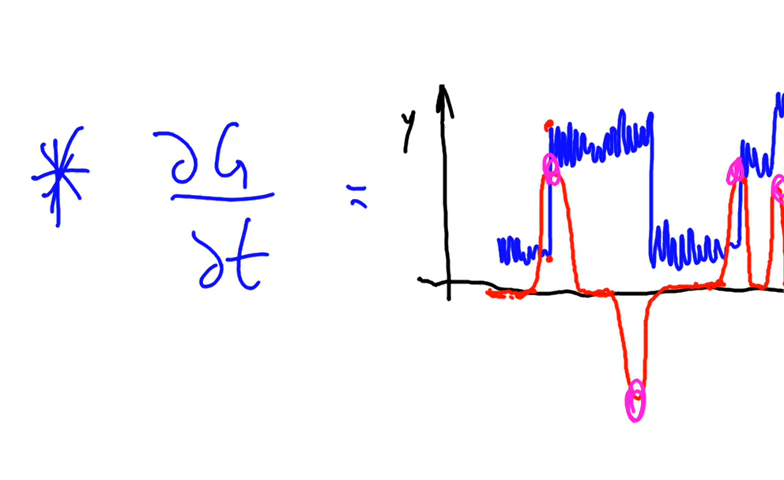 * ∂G/∂t =
y